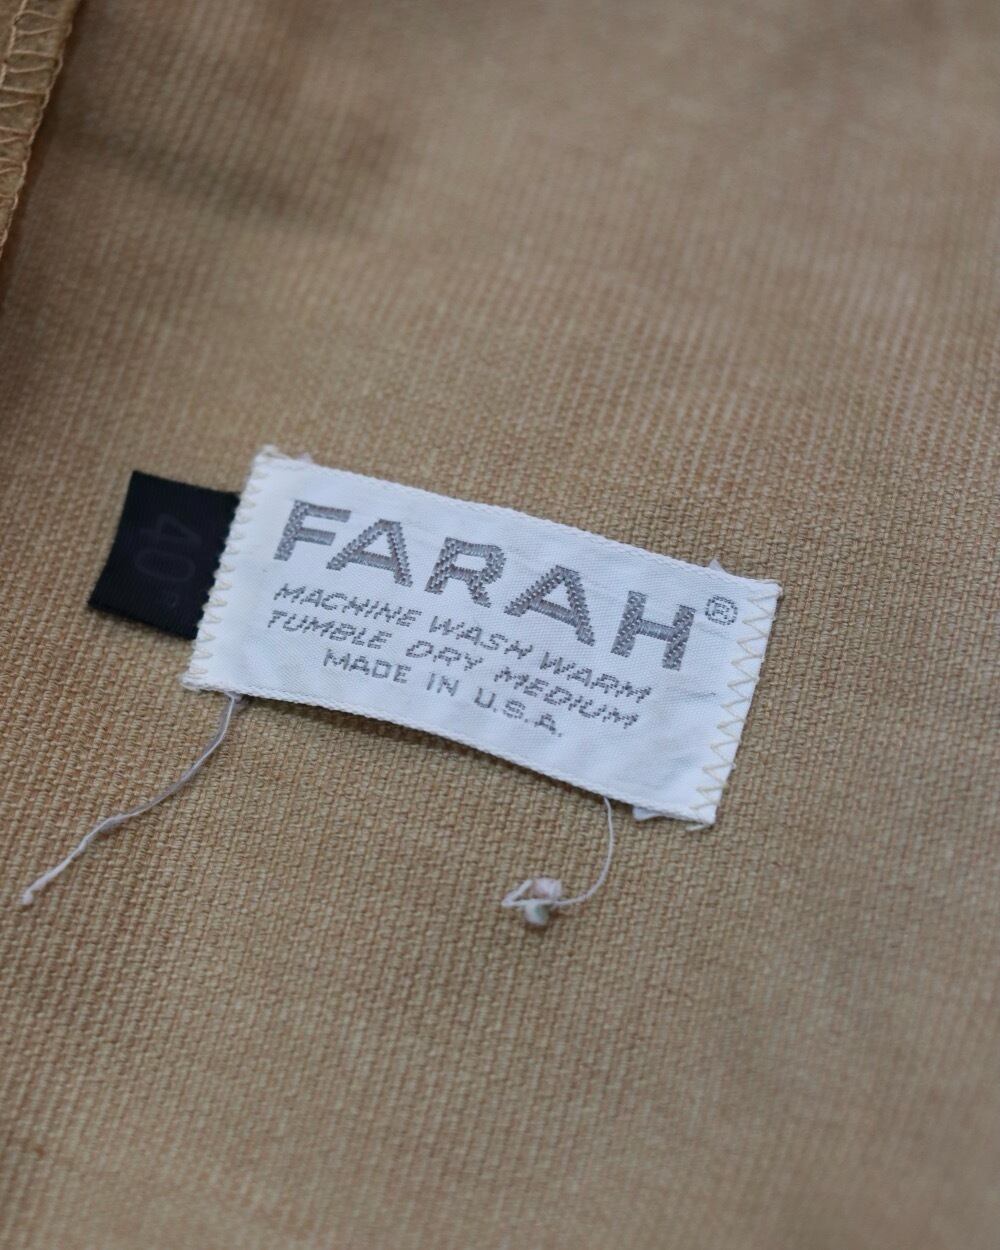 FARAH®
MACHINE WASH WARM
TUMBLE DRY MEDIUM
MADE IN U.S.A.
40